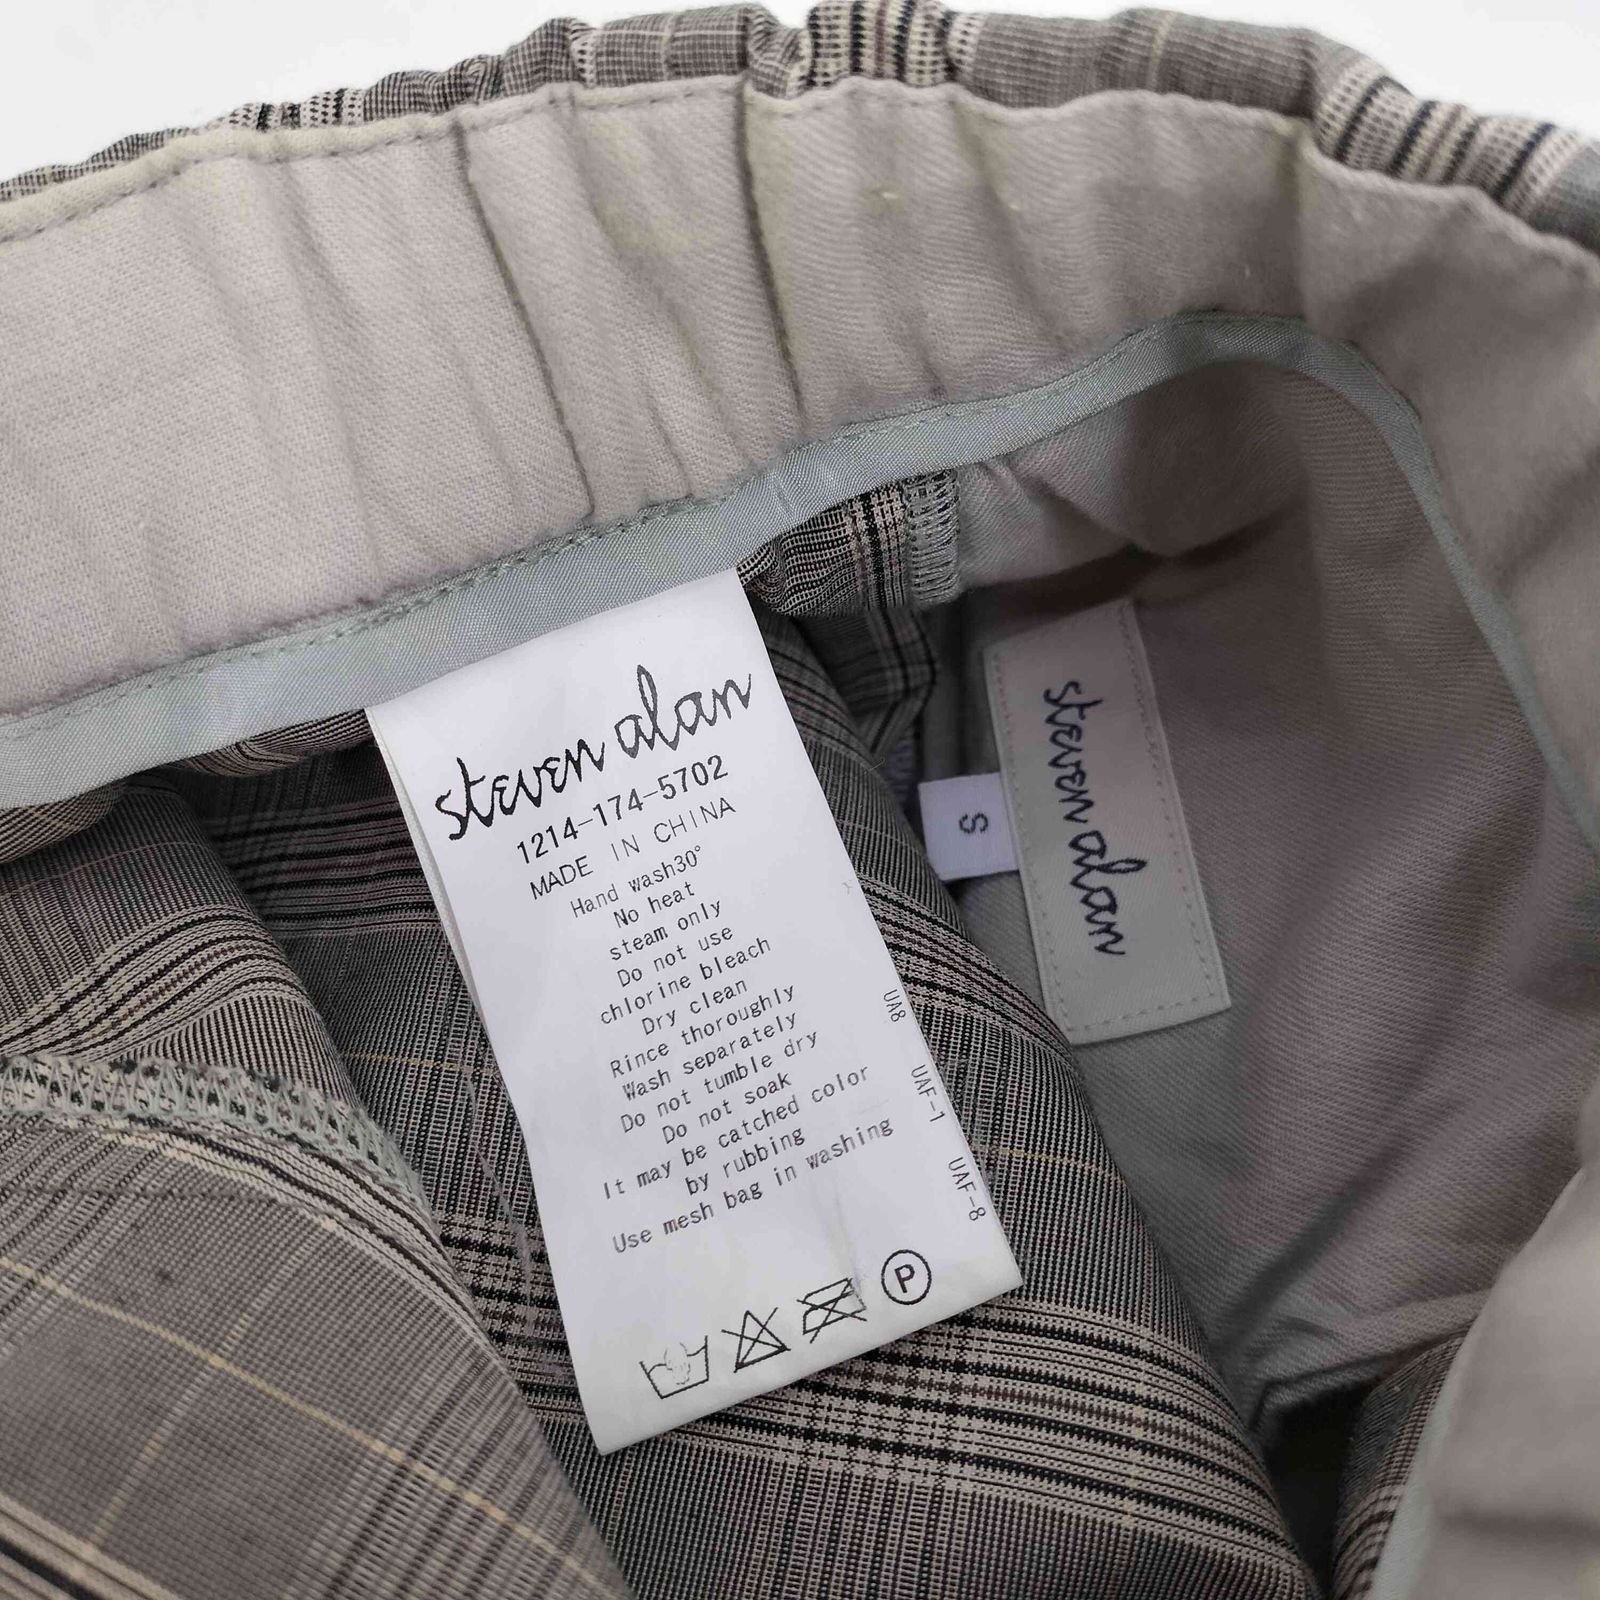 steven alan
1214-174-5702
MADE IN CHINA
Hand wash30°
No heat
steam only
Do not use
chlorine bleach
Dry clean
Rince thoroughly
Wash separately
Do not tumble dry
Do not soak
It may be catched color
by rubbing
Use mesh bag in washing
UA8
UAF-1
UAF-8
P
S
steven alan